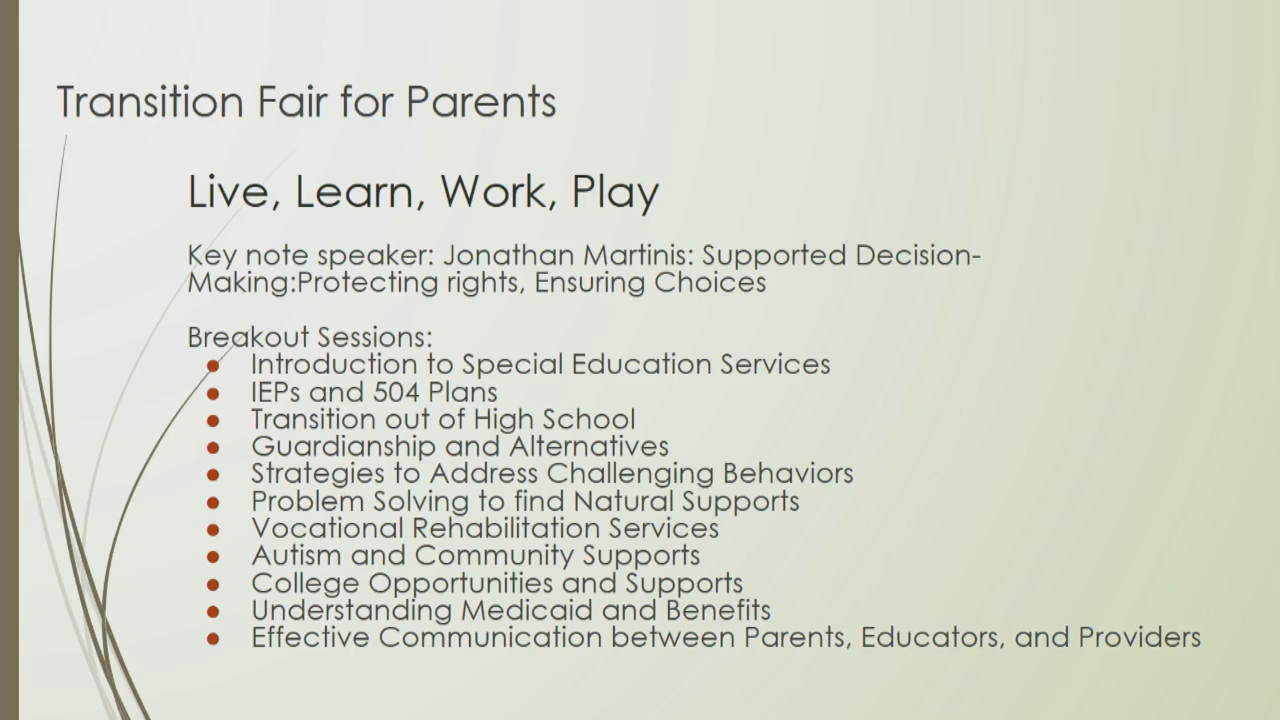 Transition Fair for Parents
Live, Learn, Work, Play
Key note speaker: Jonathan Martinis: Supported Decision-
Making:Protecting rights, Ensuring Choices
Breakout Sessions:
Introduction to Special Education Services
IEPs and 504 Plans
Transition out of High School
Guardianship and Alternatives
Strategies to Address Challenging Behaviors
Problem Solving to find Natural Supports
Vocational Rehabilitation Services
Autism and Community Supports
College Opportunities and Supports
Understanding Medicaid and Benefits
Effective Communication between Parents, Educators, and Providers